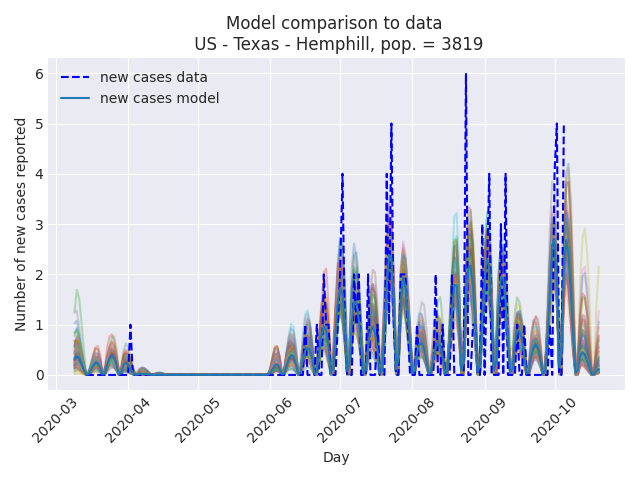 Model comparison to data
US - Texas - Hemphill, pop. = 3819
new cases data
new cases model
Number of new cases reported
6
5
4
3
2
1
0
2020-03
2020-04
2020-05
2020-06
2020-07
2020-08
2020-09
2020-10
Day